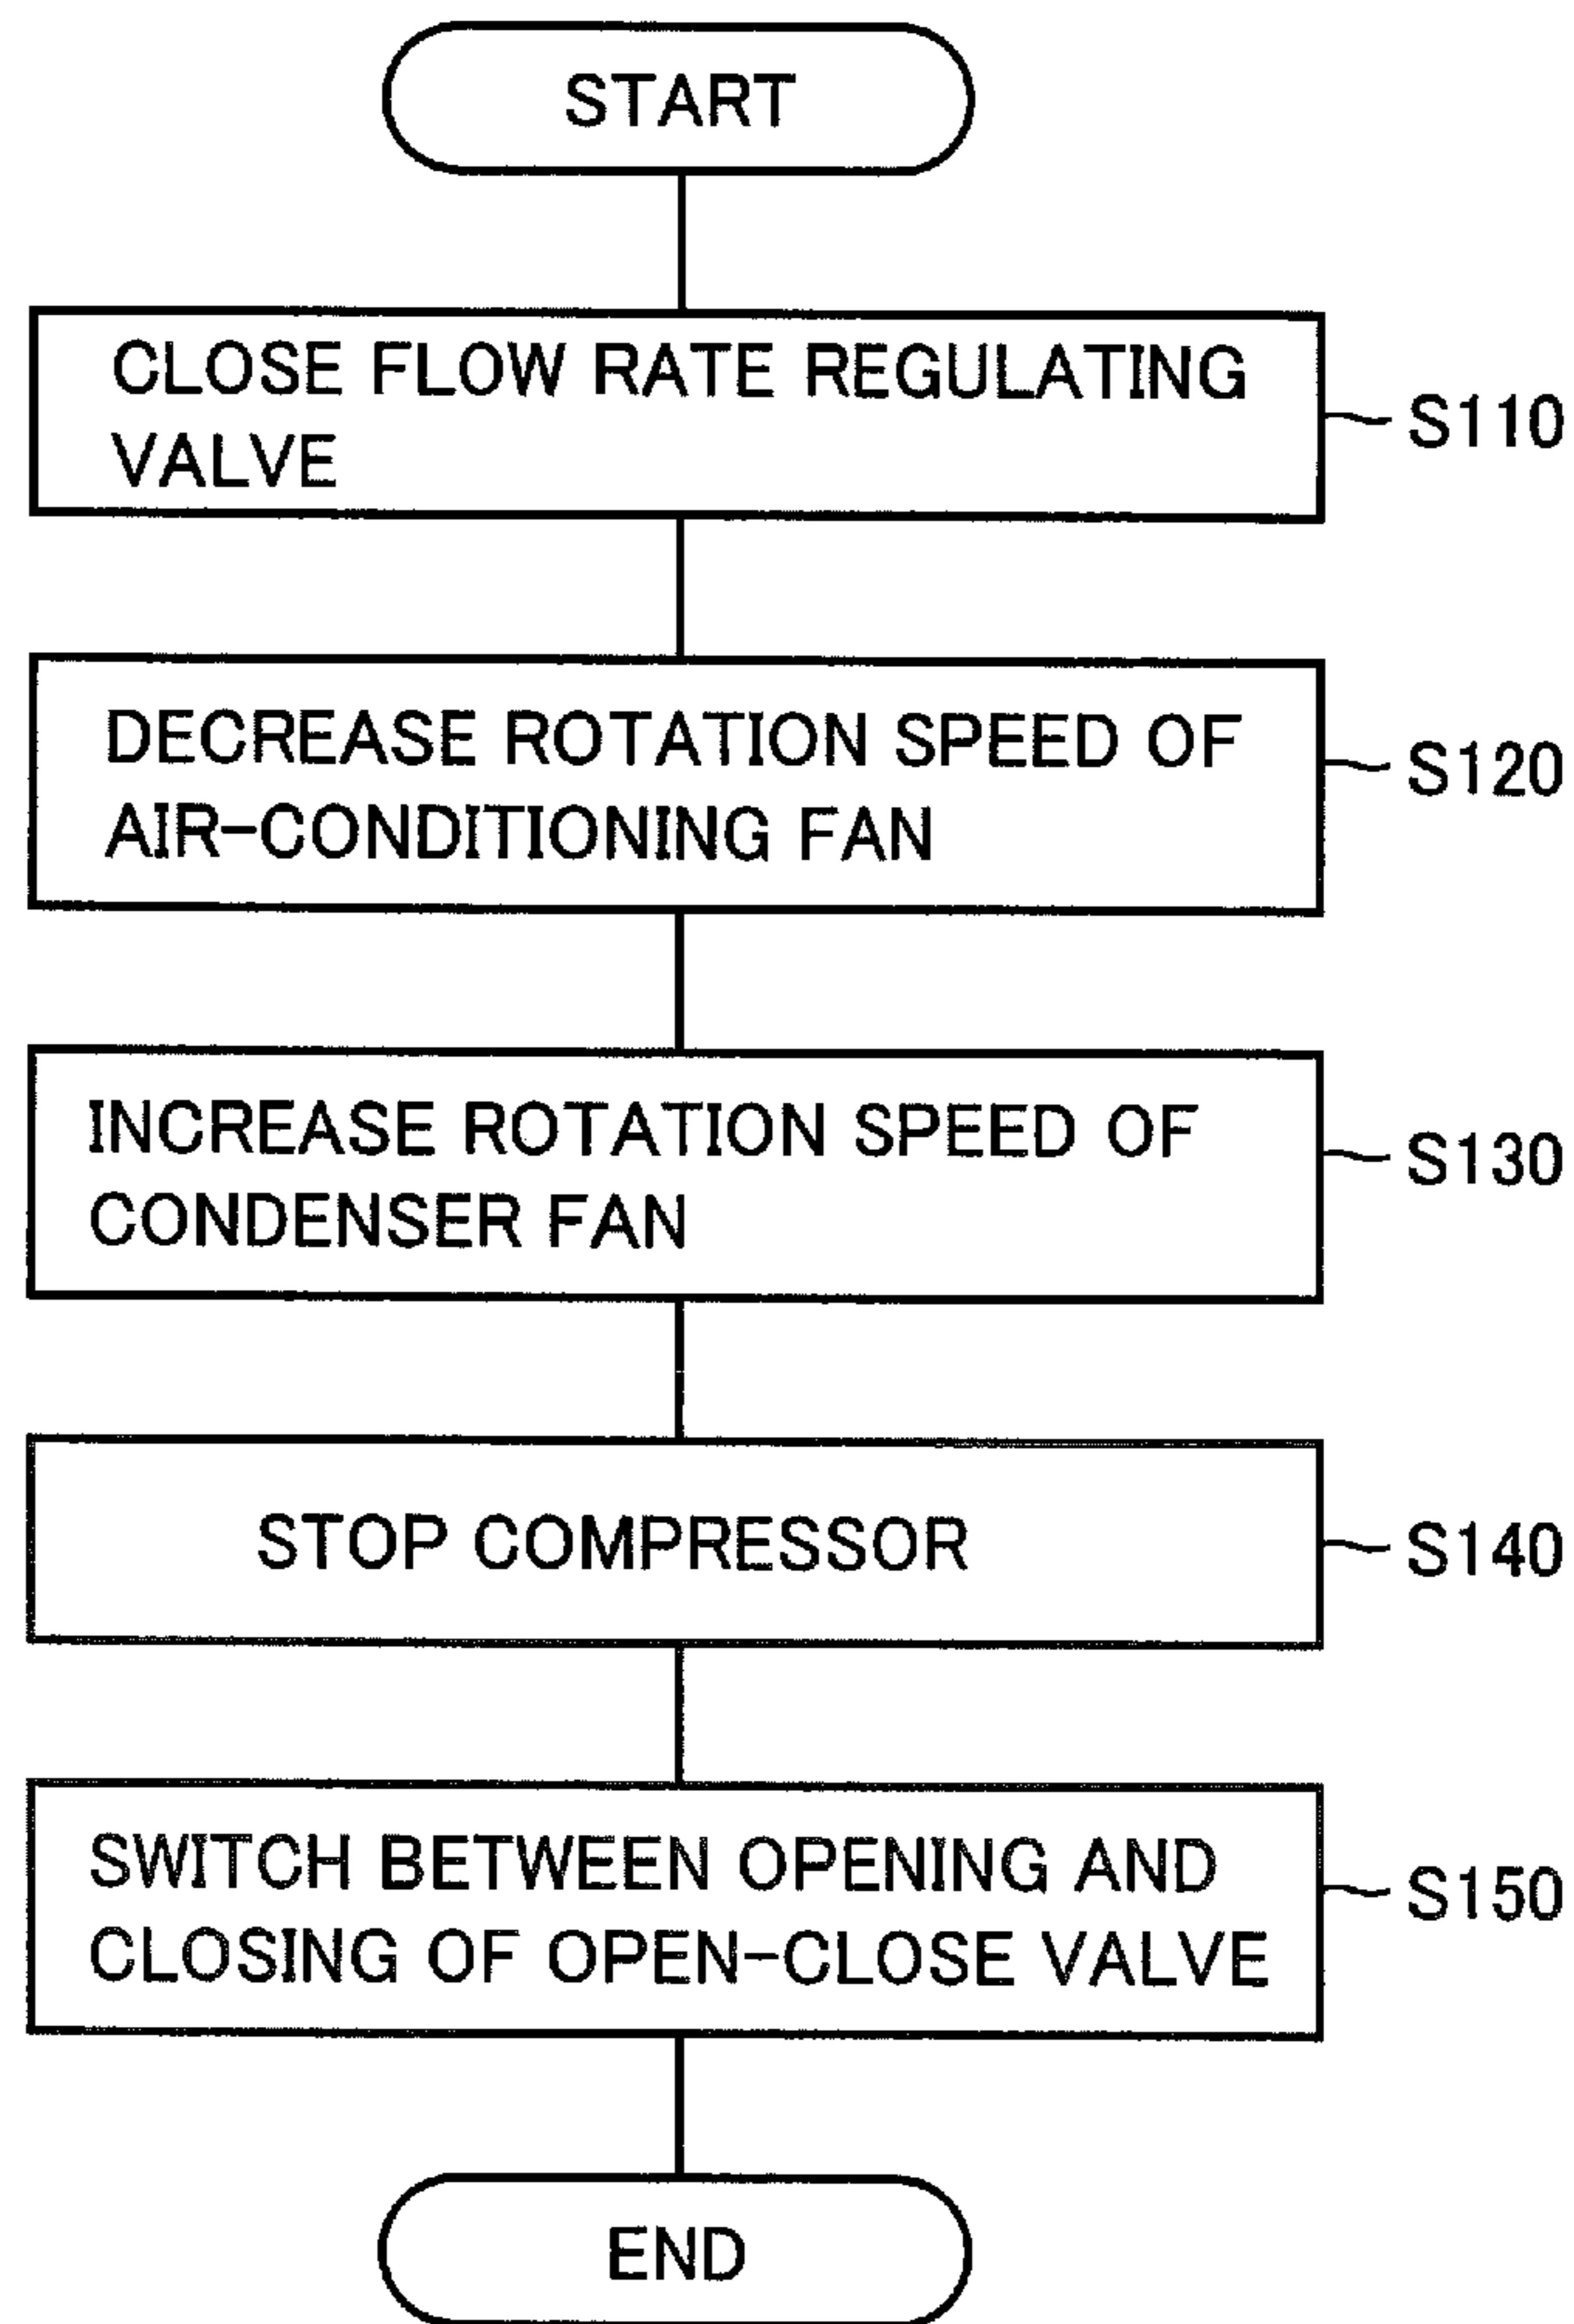 START
CLOSE FLOW RATE REGULATING
VALVE
S110
DECREASE ROTATION SPEED OF
AIR-CONDITIONING FAN
S120
INCREASE ROTATION SPEED OF
CONDENSER FAN
S130
STOP COMPRESSOR
S140
SWITCH BETWEEN OPENING AND
CLOSING OF OPEN-CLOSE VALVE
S150
END